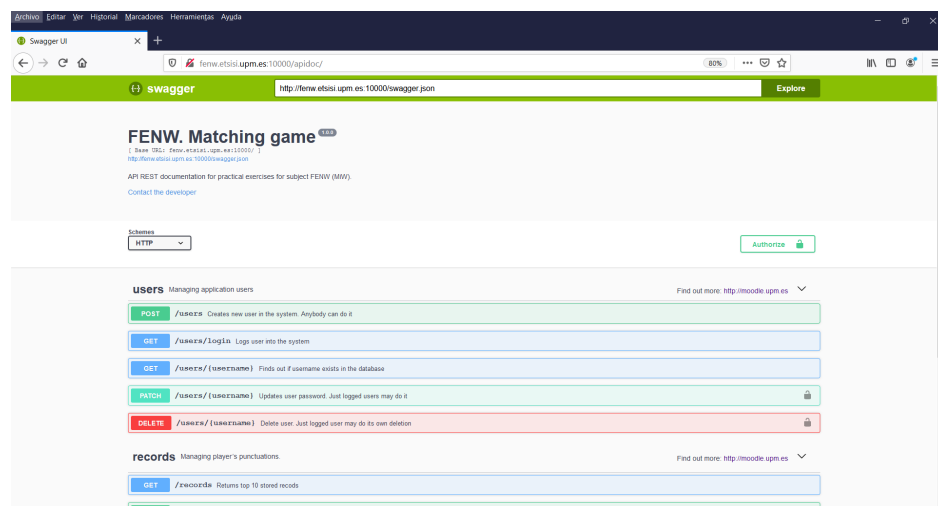 Archivo Editar Ver Historial Marcadores Herramientas Ayuda
Swagger UI
fenw.etsisi.upm.es:10000/apidoc/ 80%
swagger http://fenw.etsisi.upm.es:10000/swagger.json Explore
FENW. Matching game 1.0.0
[ Base URL: fenw.etsisi.upm.es:10000/ ]
http://fenw.etsisi.upm.es:10000/swagger.json
API REST documentation for practical exercises for subject FENW (MIW).
Contact the developer
Schemes
HTTP Authorize
users Managing application users Find out more: http://moodle.upm.es
POST /users Creates new user in the system. Anybody can do it
GET /users/login Logs user into the system
GET /users/{username} Finds out if username exists in the database
PATCH /users/{username} Updates user password. Just logged users may do it
DELETE /users/{username} Delete user. Just logged user may do its own deletion
records Managing player's punctuations. Find out more: http://moodle.upm.es
GET /records Returns top 10 stored recods